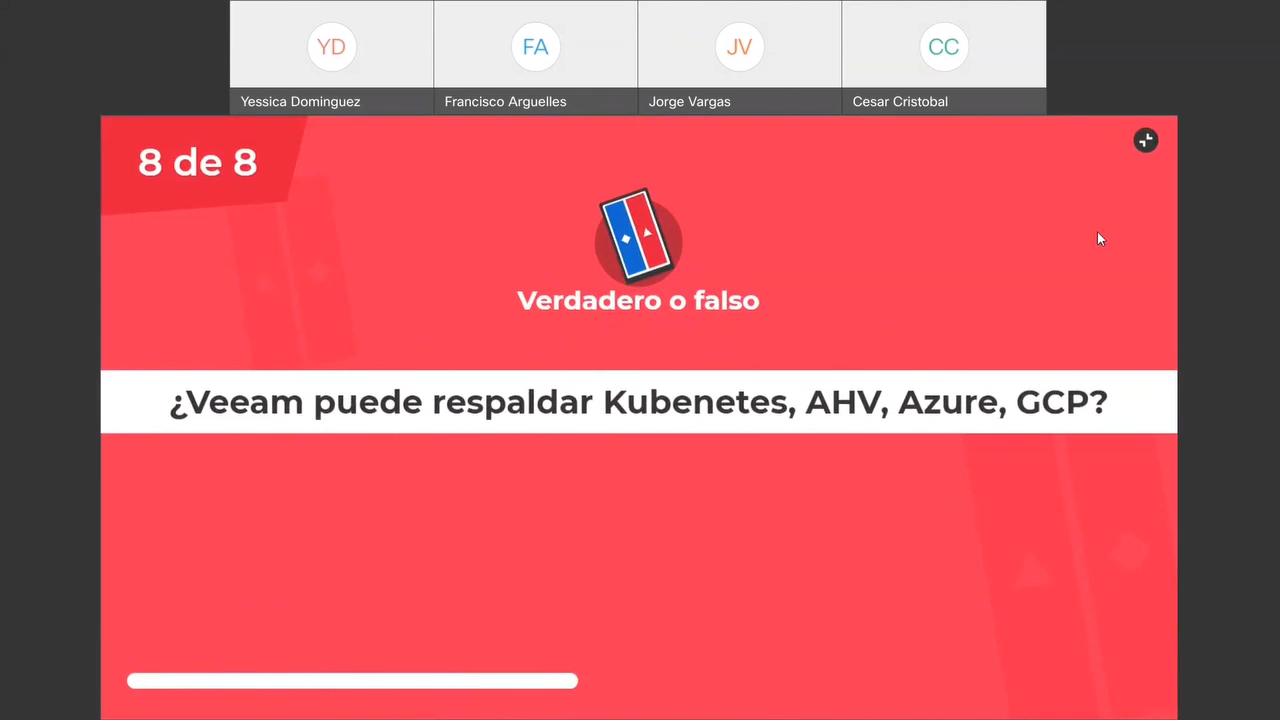 YD
FA
JV
CC
Yessica Dominguez
Francisco Arguelles
Jorge Vargas
Cesar Cristobal
8 de 8
Verdadero o falso
¿Veeam puede respaldar Kubenetes, AHV, Azure, GCP?